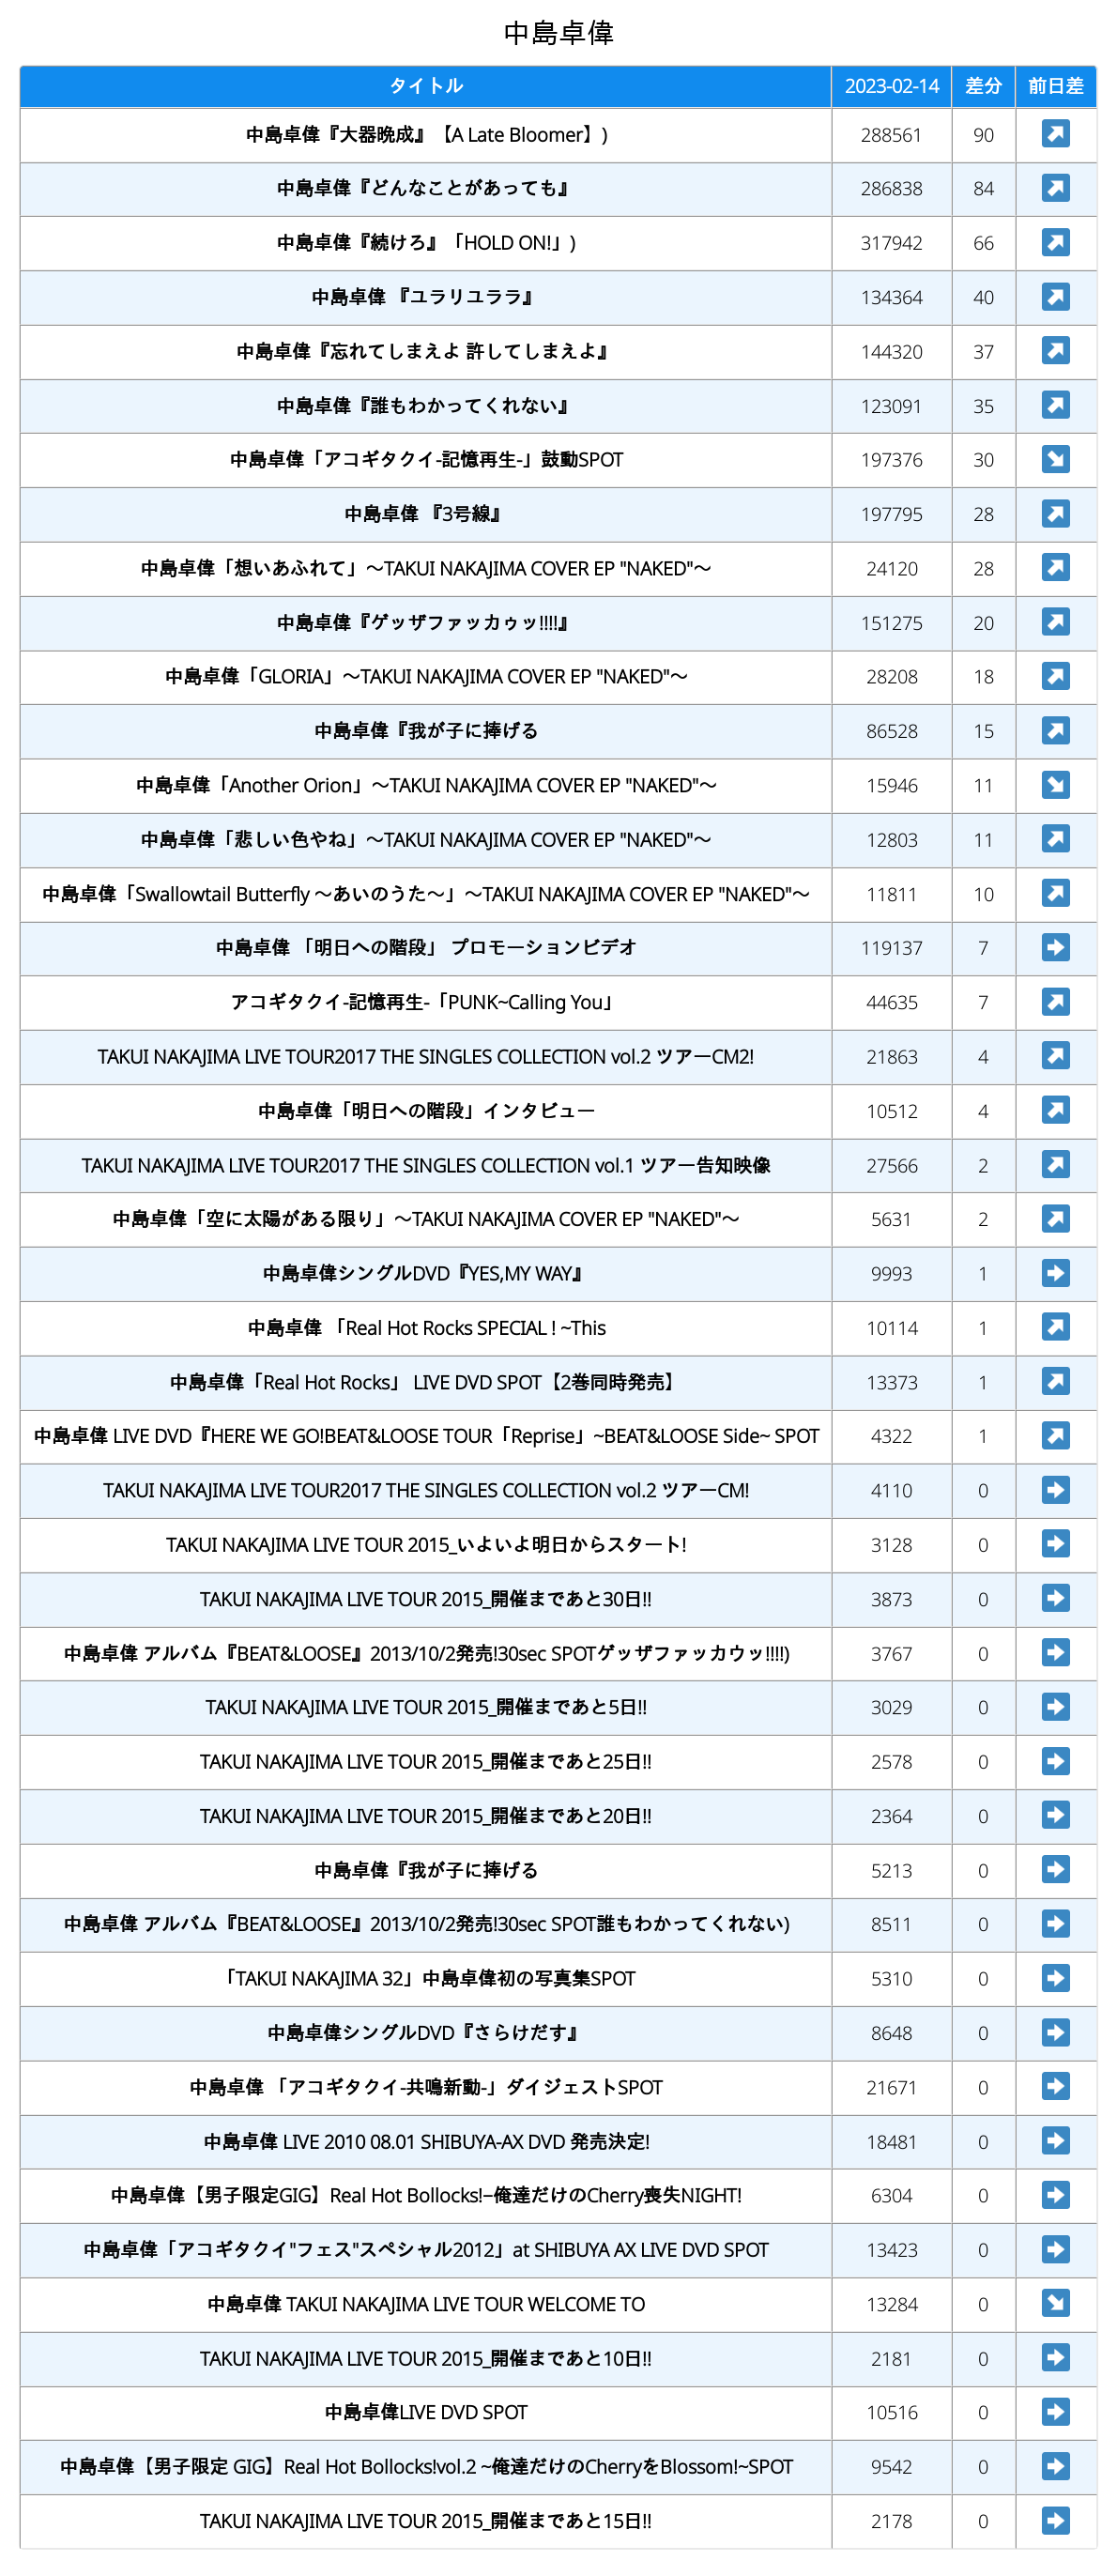 中島卓偉
タイトル 2023-02-14 差分 前日差
中島卓偉『大器晩成』【A Late Bloomer】) 288561 90 ↗
中島卓偉『どんなことがあっても』 286838 84 ↗
中島卓偉『続けろ』「HOLD ON!」) 317942 66 ↗
中島卓偉 『ユラリユララ』 134364 40 ↗
中島卓偉『忘れてしまえよ 許してしまえよ』 144320 37 ↗
中島卓偉『誰もわかってくれない』 123091 35 ↗
中島卓偉「アコギタクイ-記憶再生-」鼓動SPOT 197376 30 ↘
中島卓偉 『3号線』 197795 28 ↗
中島卓偉「想いあふれて」〜TAKUI NAKAJIMA COVER EP "NAKED"〜 24120 28 ↗
中島卓偉『ゲッザファッカゥッ!!!!』 151275 20 ↗
中島卓偉「GLORIA」〜TAKUI NAKAJIMA COVER EP "NAKED"〜 28208 18 ↗
中島卓偉『我が子に捧げる 86528 15 ↗
中島卓偉「Another Orion」〜TAKUI NAKAJIMA COVER EP "NAKED"〜 15946 11 ↘
中島卓偉「悲しい色やね」〜TAKUI NAKAJIMA COVER EP "NAKED"〜 12803 11 ↗
中島卓偉「Swallowtail Butterfly 〜あいのうた〜」〜TAKUI NAKAJIMA COVER EP "NAKED"〜 11811 10 ↗
中島卓偉 「明日への階段」 プロモーションビデオ 119137 7 ➡
アコギタクイ-記憶再生-「PUNK~Calling You」 44635 7 ↗
TAKUI NAKAJIMA LIVE TOUR2017 THE SINGLES COLLECTION vol.2 ツアーCM2! 21863 4 ↗
中島卓偉「明日への階段」インタビュー 10512 4 ↗
TAKUI NAKAJIMA LIVE TOUR2017 THE SINGLES COLLECTION vol.1 ツアー告知映像 27566 2 ↗
中島卓偉「空に太陽がある限り」〜TAKUI NAKAJIMA COVER EP "NAKED"〜 5631 2 ↗
中島卓偉シングルDVD『YES,MY WAY』 9993 1 ➡
中島卓偉 「Real Hot Rocks SPECIAL ! ~This 10114 1 ↗
中島卓偉「Real Hot Rocks」 LIVE DVD SPOT【2巻同時発売】 13373 1 ↗
中島卓偉 LIVE DVD『HERE WE GO!BEAT&LOOSE TOUR「Reprise」~BEAT&LOOSE Side~ SPOT 4322 1 ↗
TAKUI NAKAJIMA LIVE TOUR2017 THE SINGLES COLLECTION vol.2 ツアーCM! 4110 0 ➡
TAKUI NAKAJIMA LIVE TOUR 2015_いよいよ明日からスタート! 3128 0 ➡
TAKUI NAKAJIMA LIVE TOUR 2015_開催まであと30日!! 3873 0 ➡
中島卓偉 アルバム『BEAT&LOOSE』2013/10/2発売!30sec SPOTゲッザファッカウッ!!!!) 3767 0 ➡
TAKUI NAKAJIMA LIVE TOUR 2015_開催まであと5日!! 3029 0 ➡
TAKUI NAKAJIMA LIVE TOUR 2015_開催まであと25日!! 2578 0 ➡
TAKUI NAKAJIMA LIVE TOUR 2015_開催まであと20日!! 2364 0 ➡
中島卓偉『我が子に捧げる 5213 0 ➡
中島卓偉 アルバム『BEAT&LOOSE』2013/10/2発売!30sec SPOT誰もわかってくれない) 8511 0 ➡
「TAKUI NAKAJIMA 32」中島卓偉初の写真集SPOT 5310 0 ➡
中島卓偉シングルDVD『さらけだす』 8648 0 ➡
中島卓偉 「アコギタクイ-共鳴新動-」ダイジェストSPOT 21671 0 ➡
中島卓偉 LIVE 2010 08.01 SHIBUYA-AX DVD 発売決定! 18481 0 ➡
中島卓偉【男子限定GIG】Real Hot Bollocks!−俺達だけのCherry喪失NIGHT! 6304 0 ➡
中島卓偉「アコギタクイ"フェス"スペシャル2012」at SHIBUYA AX LIVE DVD SPOT 13423 0 ➡
中島卓偉 TAKUI NAKAJIMA LIVE TOUR WELCOME TO 13284 0 ↘
TAKUI NAKAJIMA LIVE TOUR 2015_開催まであと10日!! 2181 0 ➡
中島卓偉LIVE DVD SPOT 10516 0 ➡
中島卓偉【男子限定 GIG】Real Hot Bollocks!vol.2 ~俺達だけのCherryをBlossom!~SPOT 9542 0 ➡
TAKUI NAKAJIMA LIVE TOUR 2015_開催まであと15日!! 2178 0 ➡